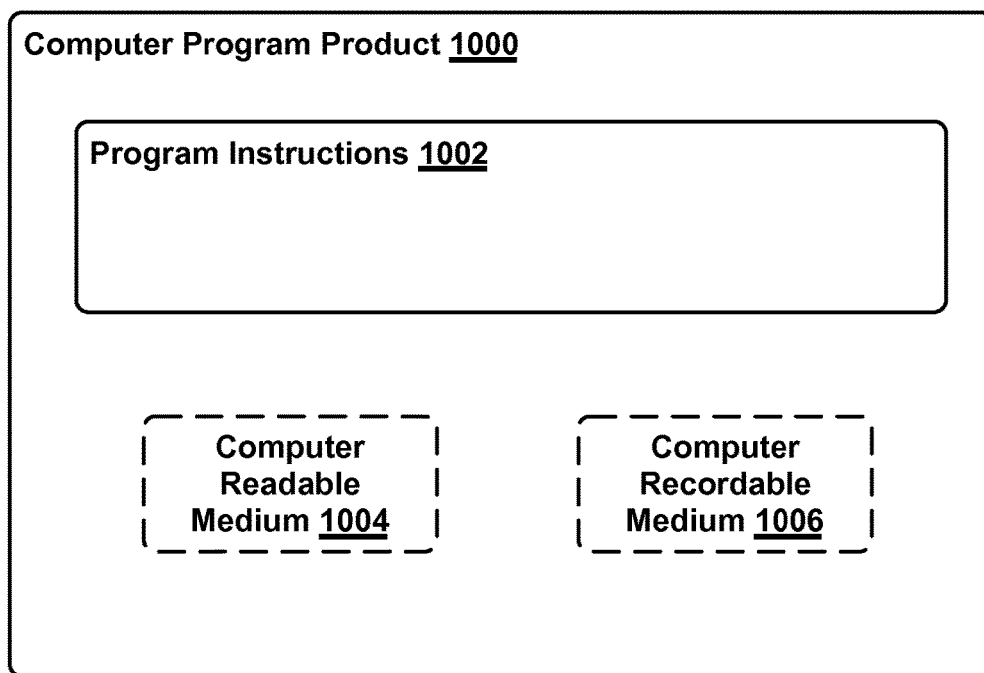 Computer Program Product 1000
Program Instructions 1002
Computer
Readable
Medium 1004
Computer
Recordable
Medium 1006